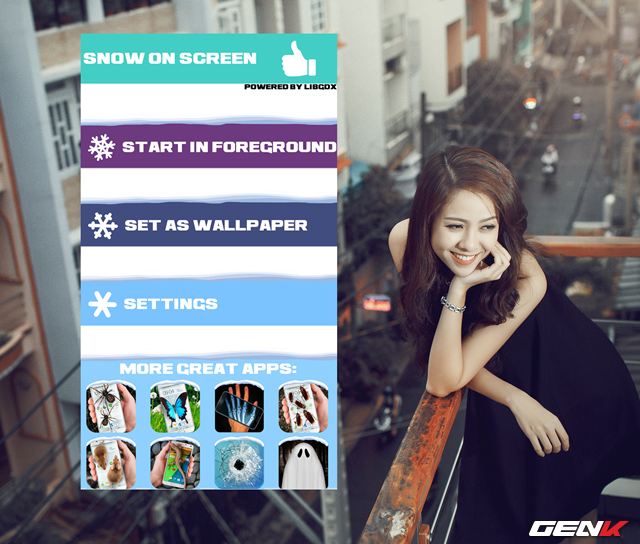 SNOW ON SCREEN
POWERED BY LIBGDX
START IN FOREGROUND
SET AS WALLPAPER
SETTINGS
MORE GREAT APPS:
GENK